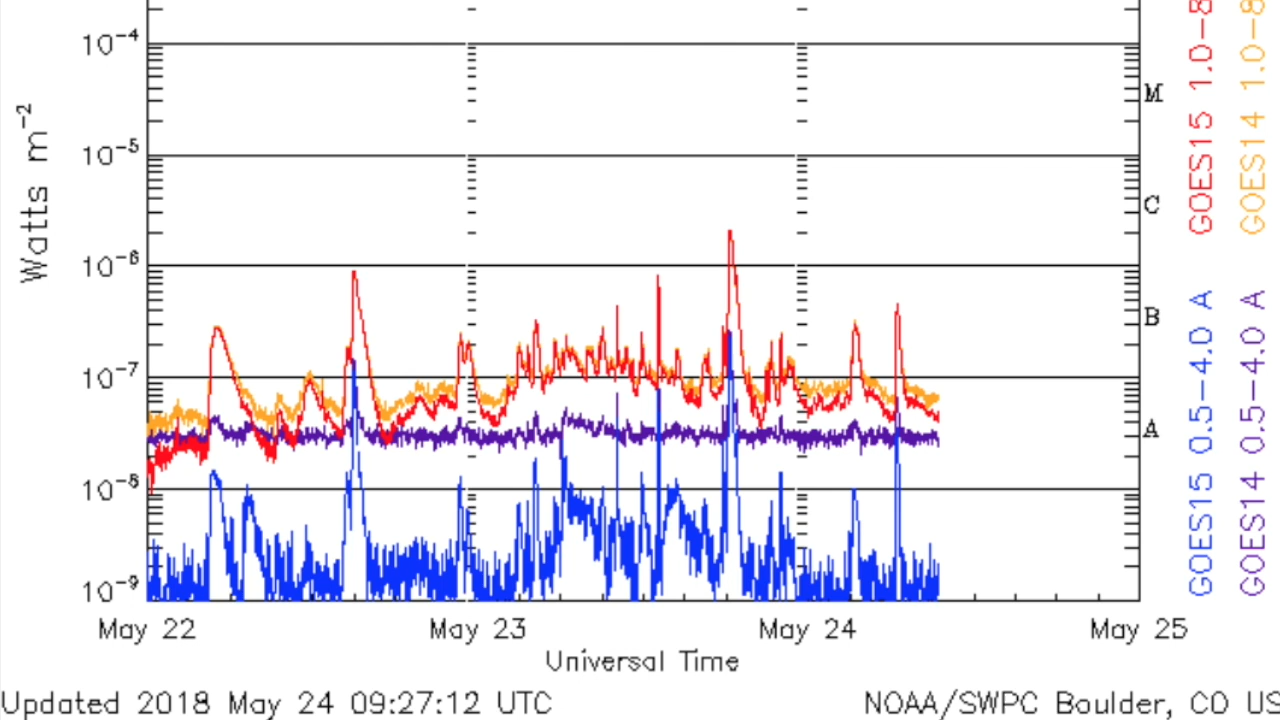 10⁻⁴
10⁻⁵
10⁻⁶
10⁻⁷
10⁻⁸
10⁻⁹
Watts m⁻²
M
C
B
A
GOES15 1.0-8
GOES14 1.0-8
GOES15 0.5-4.0 A
GOES14 0.5-4.0 A
May 22 May 23 May 24 May 25
Universal Time
Updated 2018 May 24 09:27:12 UTC NOAA/SWPC Boulder, CO US